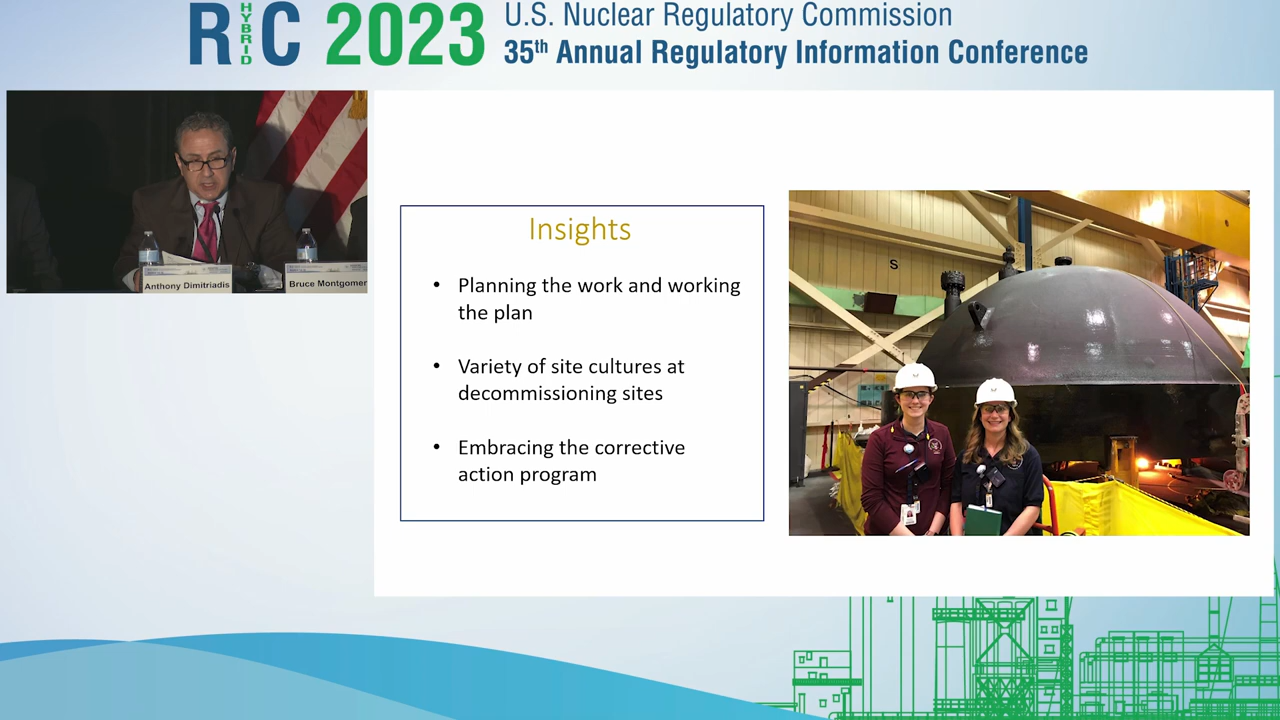 RIC 2023
HYBRID
U.S. Nuclear Regulatory Commission
35th Annual Regulatory Information Conference
Anthony Dimitriadis
Bruce Montgomer
Insights
• Planning the work and working
the plan
• Variety of site cultures at
decommissioning sites
• Embracing the corrective
action program
S